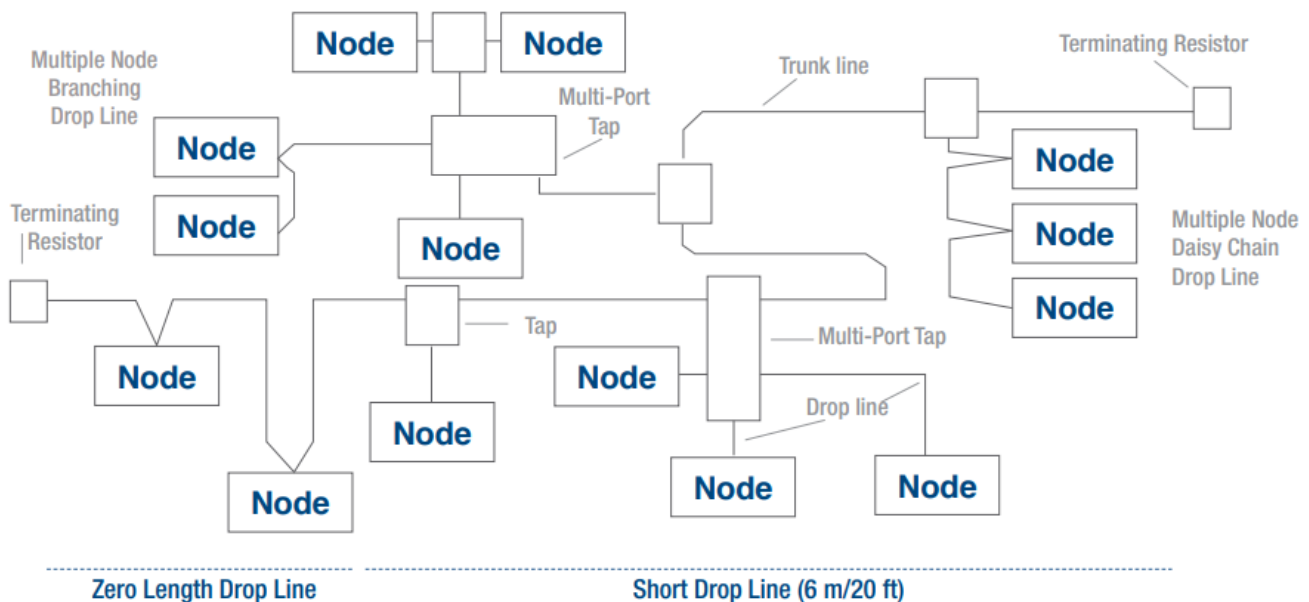 Node
Node
Multiple Node
Branching
Drop Line
Multi-Port
Tap
Trunk line
Terminating Resistor
Node
Node
Node
Terminating
Resistor
Node
Node
Multiple Node
Daisy Chain
Drop Line
Node
Tap
Multi-Port Tap
Node
Node
Node
Drop line
Node
Node
Node
Zero Length Drop Line
Short Drop Line (6 m/20 ft)